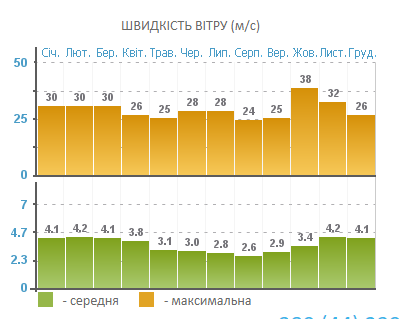 ШВИДКІСТЬ ВІТРУ (м/с)
Січ. Лют. Бер. Квіт. Трав. Чер. Лип. Серп. Вер. Жов. Лист. Груд.
50
38
30 30 30 26 25 28 28 24 25 32 26
25
0
7
4.1 4.2 4.1 3.8 3.1 3.0 2.8 2.6 2.9 3.4 4.2 4.1
4.7
2.3
0
- середня - максимальна